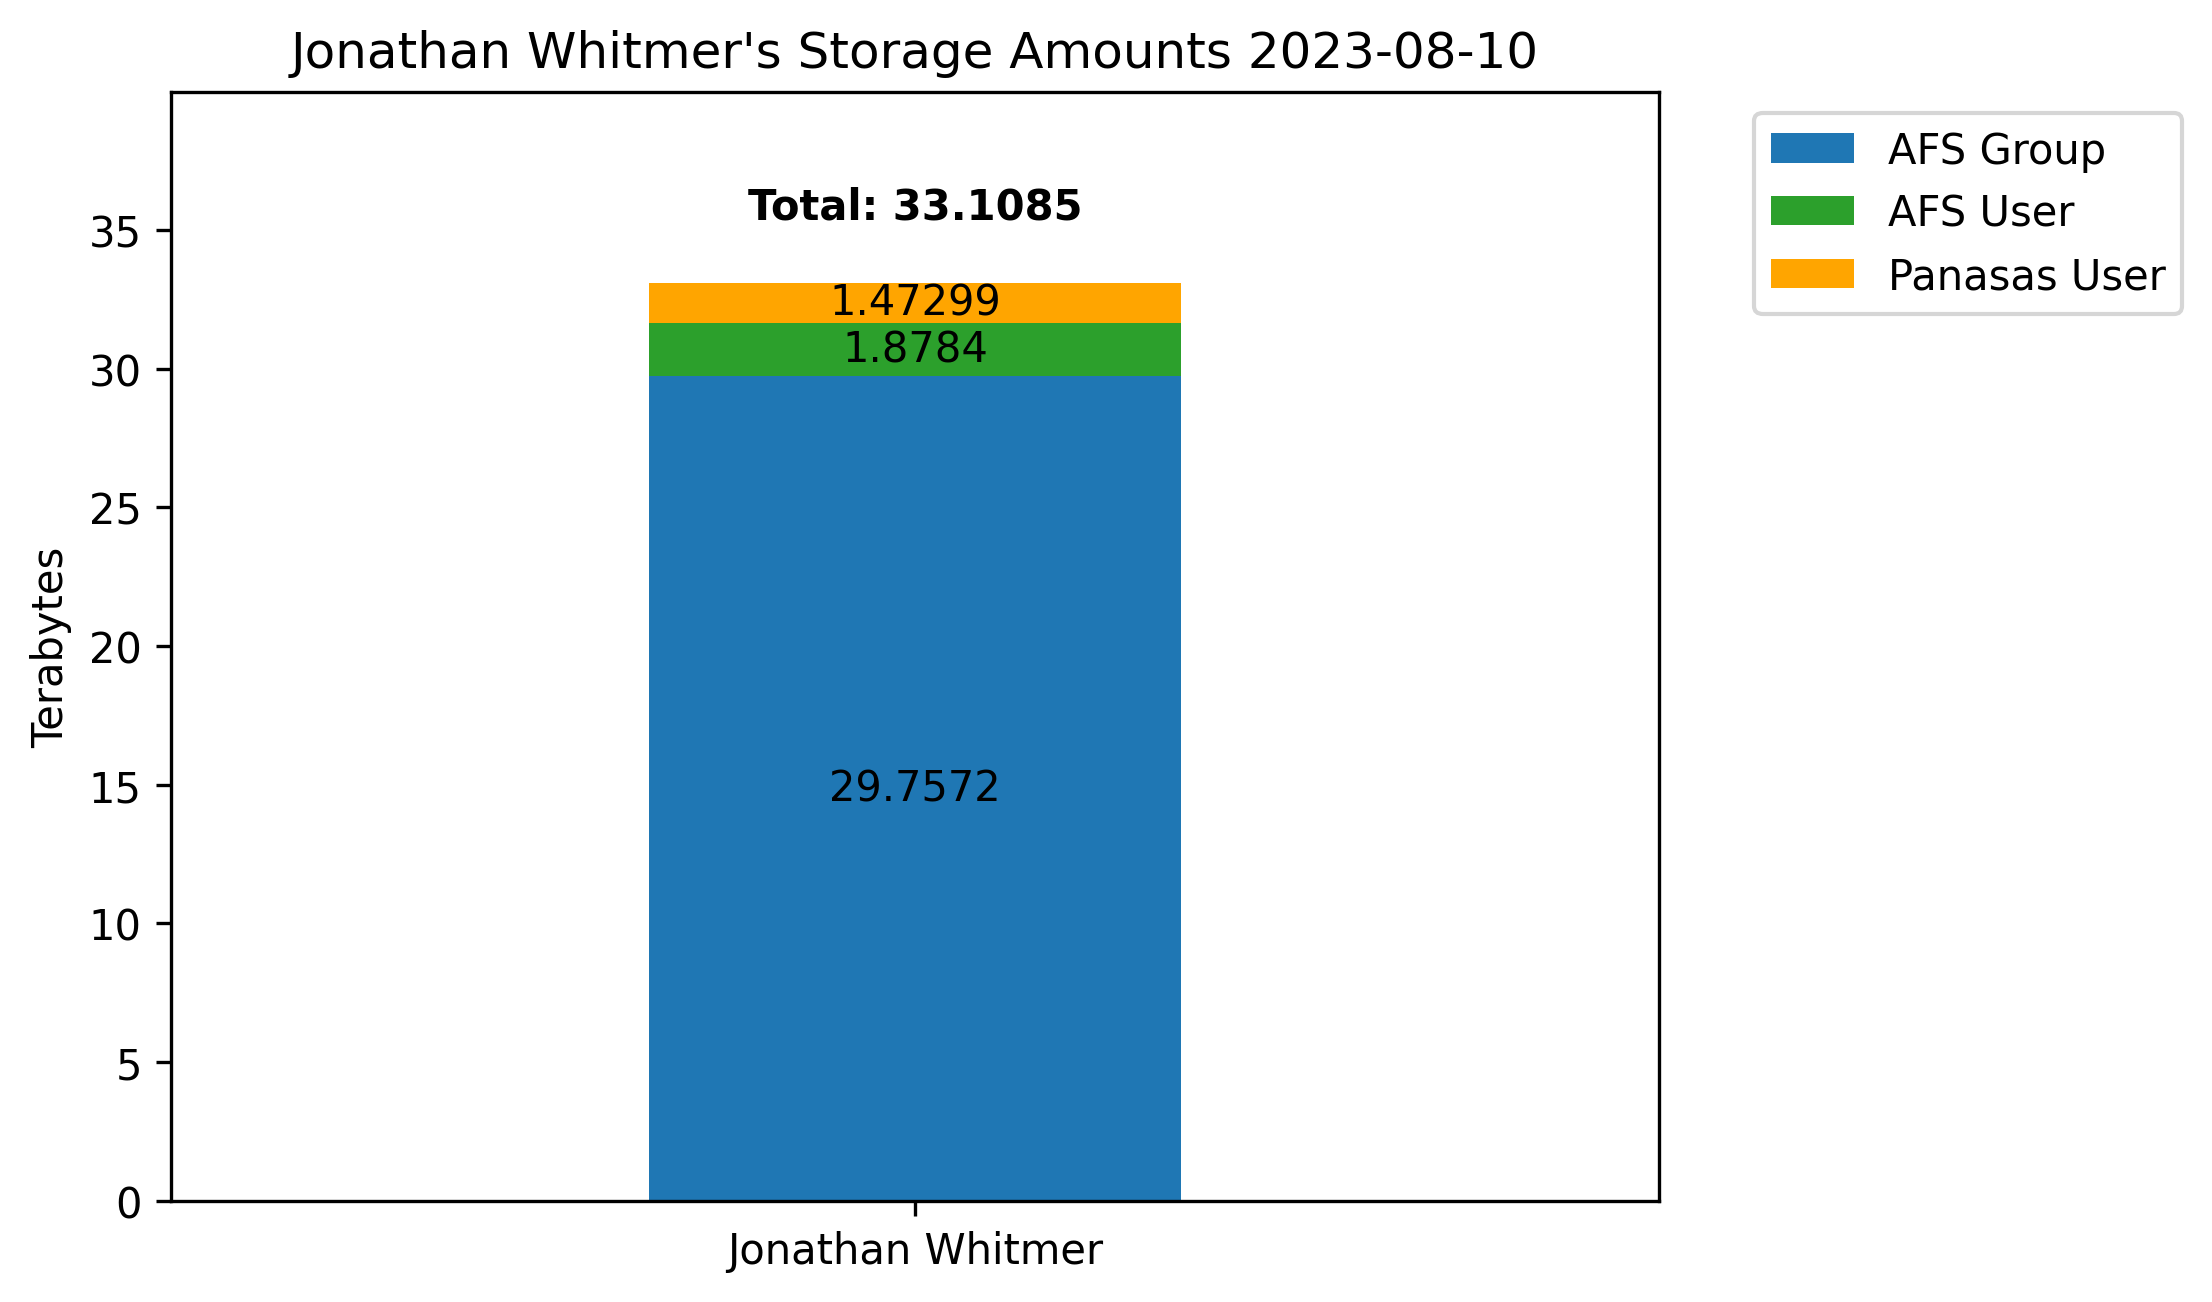 Jonathan Whitmer's Storage Amounts 2023-08-10
AFS Group
AFS User
Panasas User
Total: 33.1085
1.47299
1.8784
29.7572
Terabytes
35
30
25
20
15
10
5
0
Jonathan Whitmer